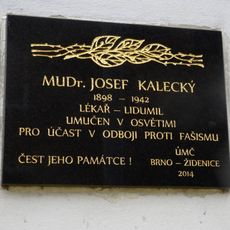 MUDr. JOSEF KALECKÝ
1898 - 1942
LÉKAŘ - LIDUMIL
UMUČEN V OSVĚTIMI
PRO ÚČAST V ODBOJI PROTI FAŠISMU
ČEST JEHO PAMÁTCE !
ÚMČ
BRNO - ŽIDENICE
2014